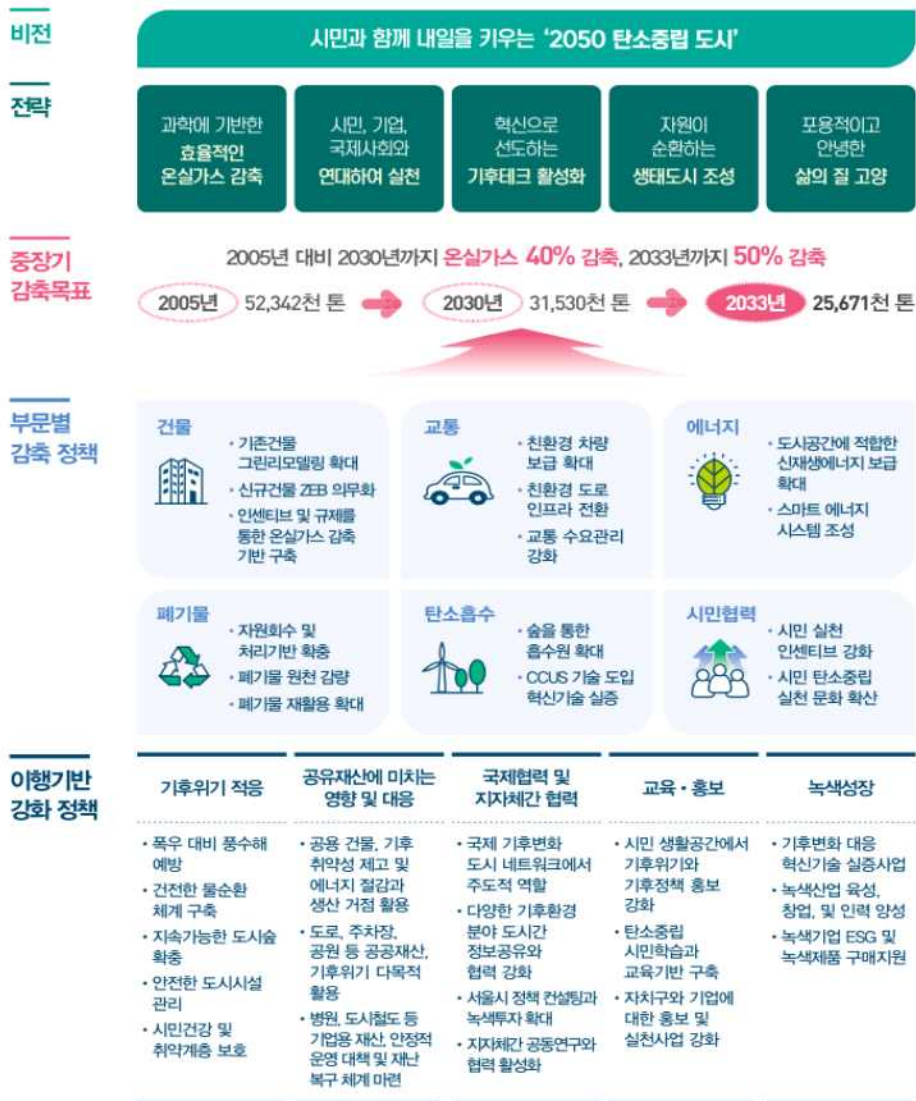 비전
시민과 함께 내일을 키우는 ‘2050 탄소중립 도시’
전략
과학에 기반한
효율적인
온실가스 감축
시민, 기업,
국제사회와
연대하여 실천
혁신으로
선도하는
기후테크 활성화
자원이
순환하는
생태도시 조성
포용적이고
안녕한
삶의 질 고양
중장기
감축목표
2005년 대비 2030년까지 온실가스 40% 감축, 2033년까지 50% 감축
2005년 52,342천 톤 2030년 31,530천 톤 2033년 25,671천 톤
부문별
감축 정책
건물
• 기존건물
그린리모델링 확대
• 신규건물 ZEB 의무화
• 인센티브 및 규제를
통한 온실가스 감축
기반 구축
교통
• 친환경 차량
보급 확대
• 친환경 도로
인프라 전환
• 교통 수요관리
강화
에너지
• 도시공간에 적합한
신재생에너지 보급
확대
• 스마트 에너지
시스템 조성
폐기물
• 자원회수 및
처리기반 확충
• 폐기물 원천 감량
• 폐기물 재활용 확대
탄소흡수
• 숲을 통한
흡수원 확대
• CCUS 기술 도입
혁신기술 실증
시민협력
• 시민 실천
인센티브 강화
• 시민 탄소중립
실천 문화 확산
이행기반
강화 정책
기후위기 적응
• 폭우 대비 풍수해
예방
• 건전한 물순환
체계 구축
• 지속가능한 도시숲
확충
• 안전한 도시시설
관리
• 시민건강 및
취약계층 보호
공유재산에 미치는
영향 및 대응
• 공용 건물, 기후
취약성 제고 및
에너지 절감과
생산 거점 활용
• 도로, 주차장,
공원 등 공공재산,
기후위기 다목적
활용
• 병원, 도시철도 등
기업용 재산, 안정적
운영 대책 및 재난
복구 체계 마련
국제협력 및
지자체간 협력
• 국제 기후변화
도시 네트워크에서
주도적 역할
• 다양한 기후환경
분야 도시간
정보공유와
협력 강화
• 서울시 정책 컨설팅과
녹색투자 확대
• 지자체간 공동연구와
협력 활성화
교육・홍보
• 시민 생활공간에서
기후위기와
기후정책 홍보
강화
• 탄소중립
시민학습과
교육기반 구축
• 자치구와 기업에
대한 홍보 및
실천사업 강화
녹색성장
• 기후변화 대응
혁신기술 실증사업
• 녹색산업 육성,
창업, 및 인력 양성
• 녹색기업 ESG 및
녹색제품 구매지원